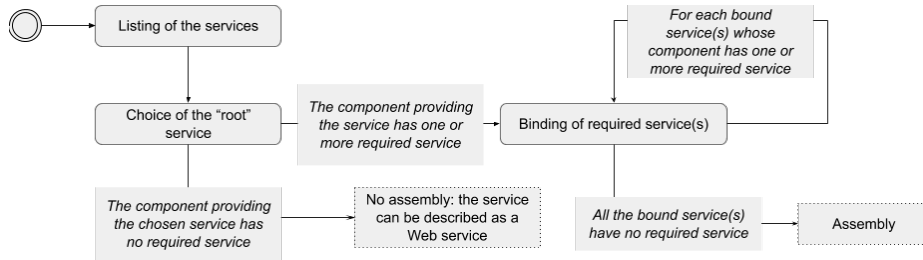 Listing of the services
For each bound
service(s) whose
component has one or
more required service
Choice of the “root”
service
The component providing
the service has one or
more required service
Binding of required service(s)
The component providing
the chosen service has
no required service
No assembly: the service
can be described as a
Web service
All the bound service(s)
have no required service
Assembly